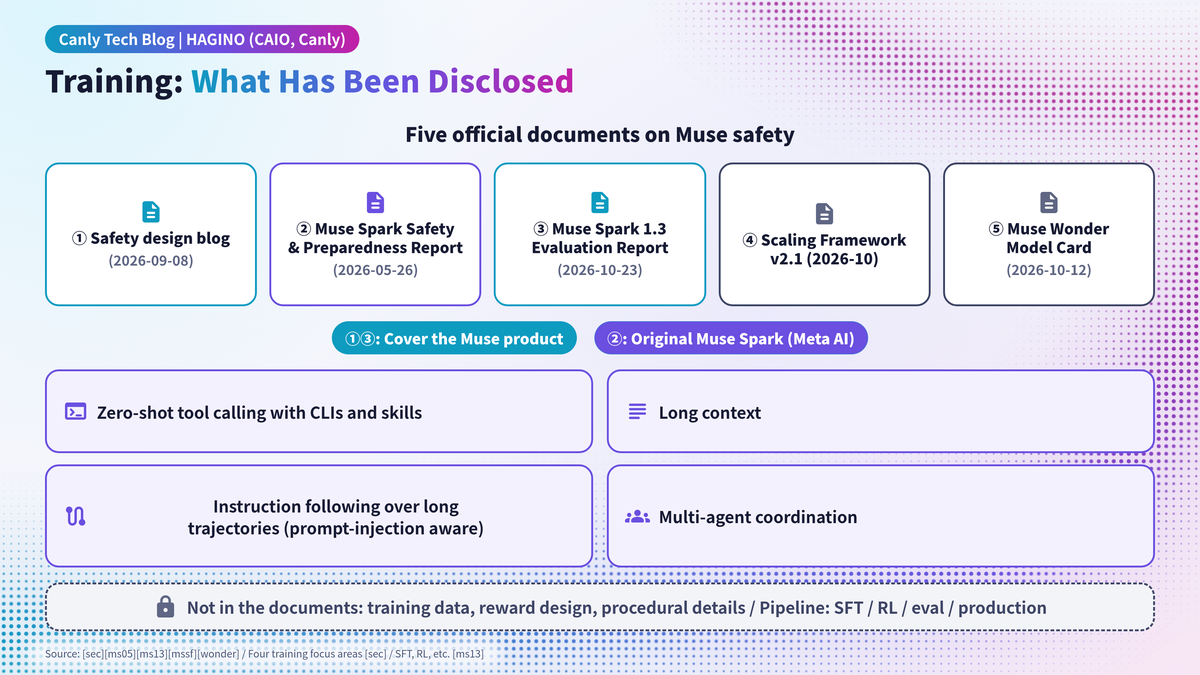 Canly Tech Blog | HAGINO (CAIO, Canly)
Training: What Has Been Disclosed
Five official documents on Muse safety
① Safety design blog
(2026-09-08)
② Muse Spark Safety
& Preparedness Report
(2026-05-26)
③ Muse Spark 1.3
Evaluation Report
(2026-10-23)
④ Scaling Framework
v2.1 (2026-10)
⑤ Muse Wonder
Model Card
(2026-10-12)
①③: Cover the Muse product
②: Original Muse Spark (Meta AI)
Zero-shot tool calling with CLIs and skills
Long context
Instruction following over long
trajectories (prompt-injection aware)
Multi-agent coordination
Not in the documents: training data, reward design, procedural details / Pipeline: SFT / RL / eval / production
Source: [sec][ms05][ms13][mssf][wonder] / Four training focus areas [sec] / SFT, RL, etc. [ms13]